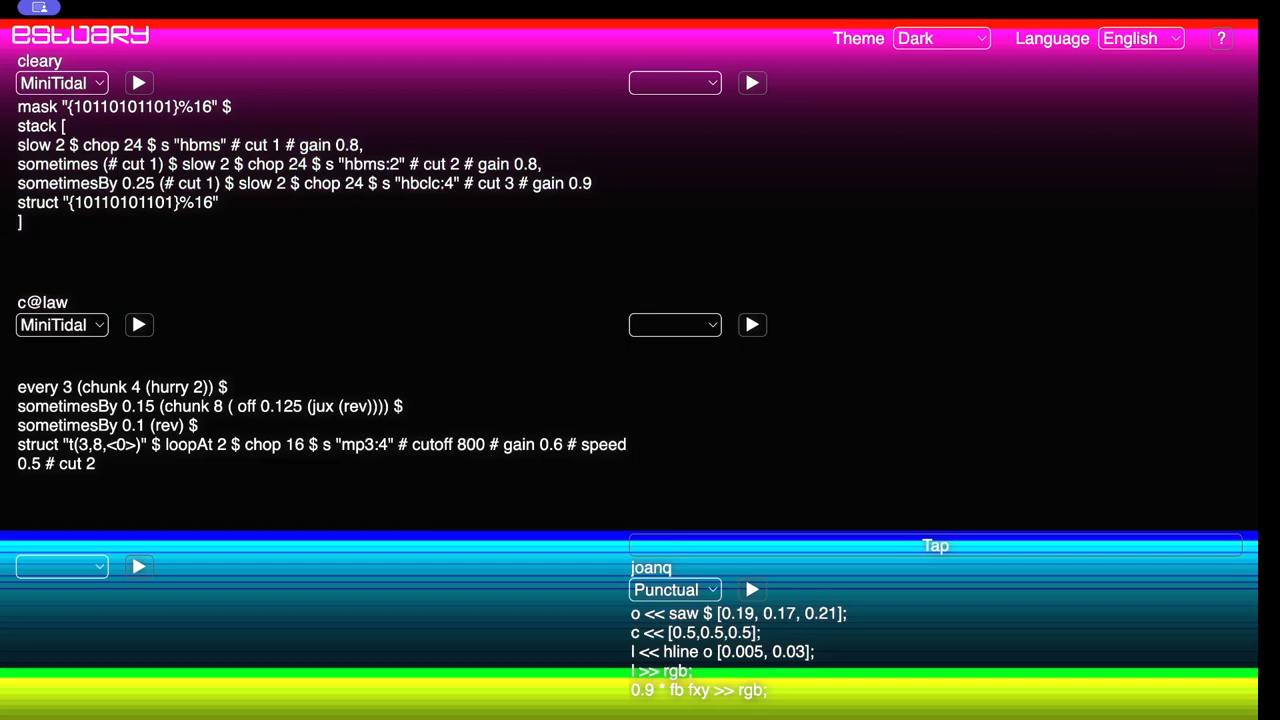 estuary
Theme Dark Language English ?
cleary
MiniTidal
mask "{10110101101}%16" $
stack [
slow 2 $ chop 24 $ s "hbms" # cut 1 # gain 0.8,
sometimes (# cut 1) $ slow 2 $ chop 24 $ s "hbms:2" # cut 2 # gain 0.8,
sometimesBy 0.25 (# cut 1) $ slow 2 $ chop 24 $ s "hbclc:4" # cut 3 # gain 0.9
struct "{10110101101}%16"
]
c@law
MiniTidal
every 3 (chunk 4 (hurry 2)) $
sometimesBy 0.15 (chunk 8 ( off 0.125 (jux (rev)))) $
sometimesBy 0.1 (rev) $
struct "t(3,8,<0>)" $ loopAt 2 $ chop 16 $ s "mp3:4" # cutoff 800 # gain 0.6 # speed
0.5 # cut 2
Tap
joanq
Punctual
o << saw $ [0.19, 0.17, 0.21];
c << [0.5,0.5,0.5];
l << hline o [0.005, 0.03];
l >> rgb;
0.9 * fb fxy >> rgb;